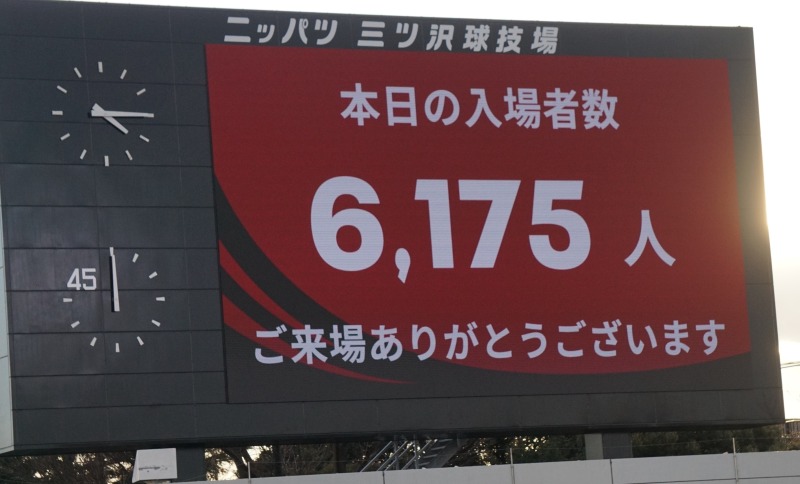 ニッパツ 三ツ沢球技場
本日の入場者数
6,175 人
45
ご来場ありがとうございます